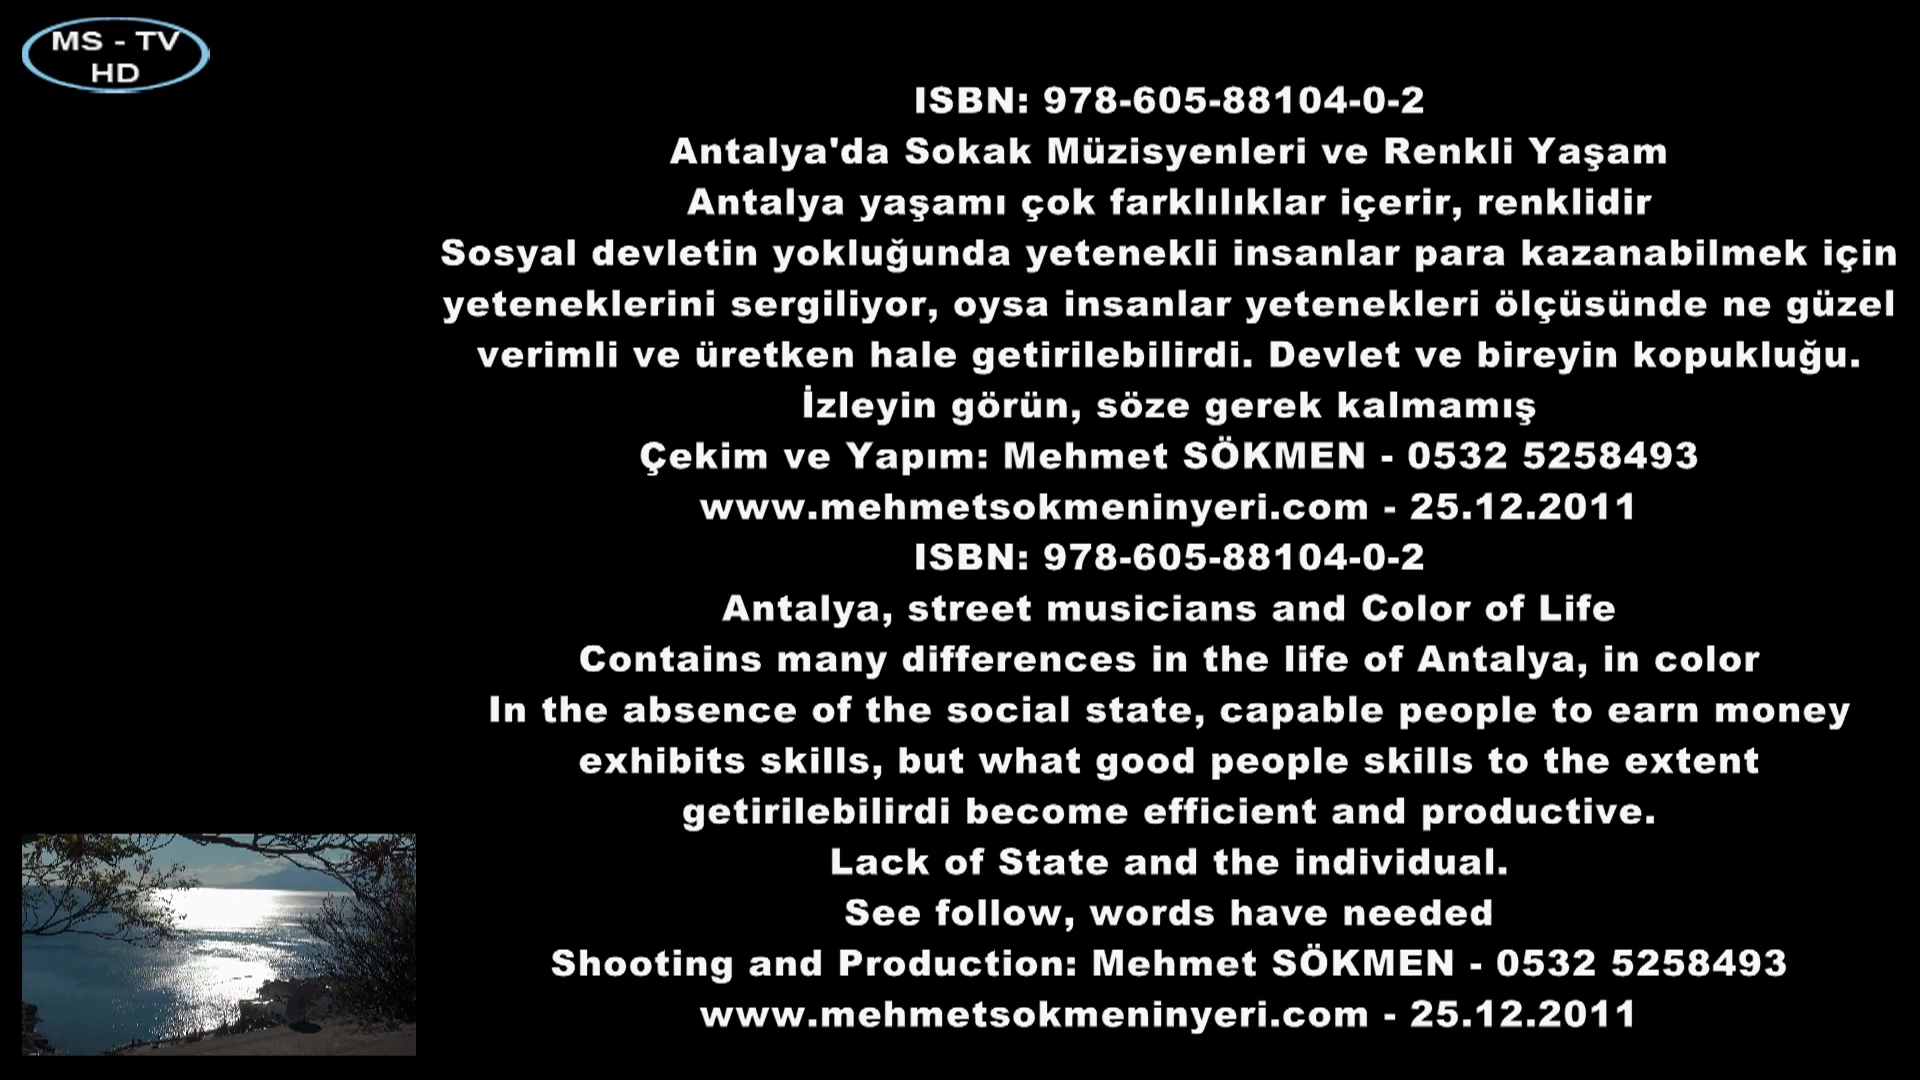 MS - TV
HD
ISBN: 978-605-88104-0-2
Antalya'da Sokak Müzisyenleri ve Renkli Yaşam
Antalya yaşamı çok farklılıklar içerir, renklidir
Sosyal devletin yokluğunda yetenekli insanlar para kazanabilmek için
yeteneklerini sergiliyor, oysa insanlar yetenekleri ölçüsünde ne güzel
verimli ve üretken hale getirilebilirdi. Devlet ve bireyin kopukluğu.
İzleyin görün, söze gerek kalmamış
Çekim ve Yapım: Mehmet SÖKMEN - 0532 5258493
www.mehmetsokmeninyeri.com - 25.12.2011
ISBN: 978-605-88104-0-2
Antalya, street musicians and Color of Life
Contains many differences in the life of Antalya, in color
In the absence of the social state, capable people to earn money
exhibits skills, but what good people skills to the extent
getirilebilirdi become efficient and productive.
Lack of State and the individual.
See follow, words have needed
Shooting and Production: Mehmet SÖKMEN - 0532 5258493
www.mehmetsokmeninyeri.com - 25.12.2011